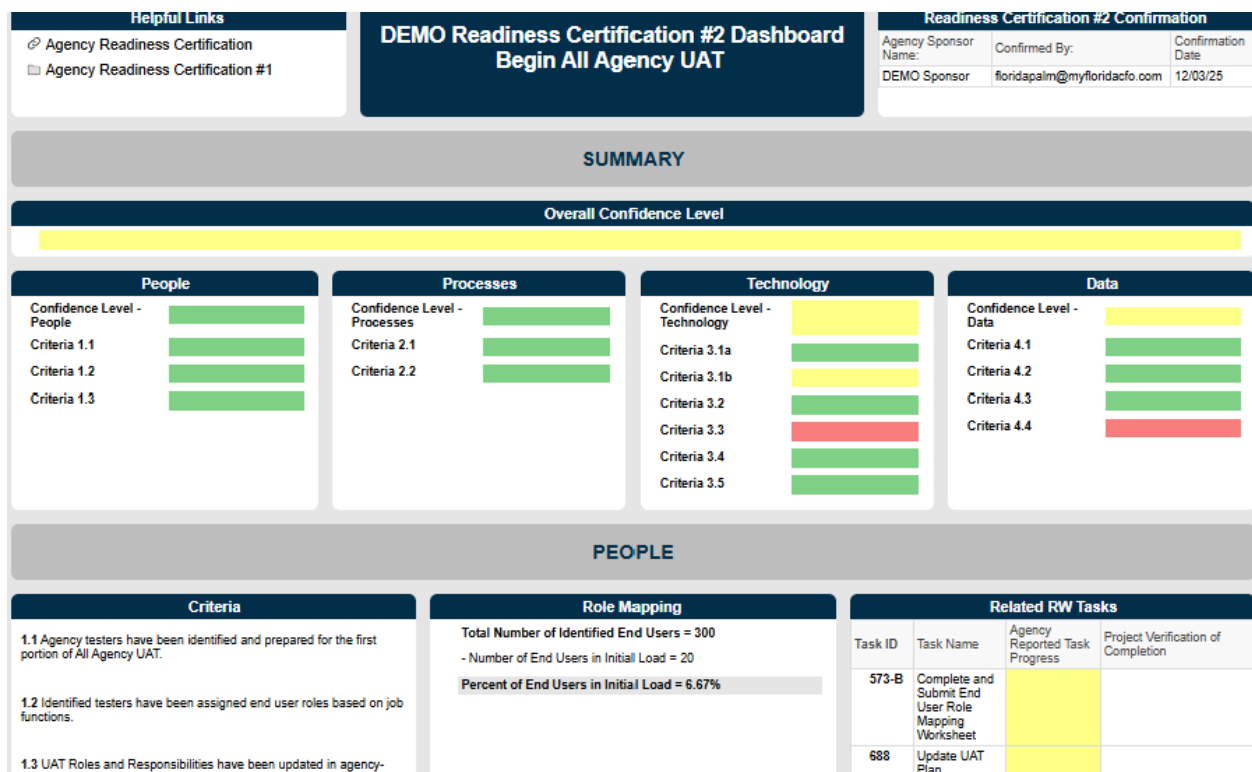 Helpful Links
Agency Readiness Certification
Agency Readiness Certification #1
DEMO Readiness Certification #2 Dashboard
Begin All Agency UAT
Readiness Certification #2 Confirmation
Agency Sponsor Name:
Confirmed By:
Confirmation Date
DEMO Sponsor
floridapalm@myfloridacfo.com
12/03/25
SUMMARY
Overall Confidence Level
People
Confidence Level -
People
Criteria 1.1
Criteria 1.2
Criteria 1.3
Processes
Confidence Level -
Processes
Criteria 2.1
Criteria 2.2
Technology
Confidence Level -
Technology
Criteria 3.1a
Criteria 3.1b
Criteria 3.2
Criteria 3.3
Criteria 3.4
Criteria 3.5
Data
Confidence Level -
Data
Criteria 4.1
Criteria 4.2
Criteria 4.3
Criteria 4.4
PEOPLE
Criteria
1.1 Agency testers have been identified and prepared for the first
portion of All Agency UAT.
1.2 Identified testers have been assigned end user roles based on job
functions.
1.3 UAT Roles and Responsibilities have been updated in agency-
Role Mapping
Total Number of Identified End Users = 300
- Number of End Users in Initial Load = 20
Percent of End Users in Initial Load = 6.67%
Related RW Tasks
Task ID
Task Name
Agency
Reported Task
Progress
Project Verification of
Completion
573-B
Complete and
Submit End
User Role
Mapping
Worksheet
688
Update UAT
Plan